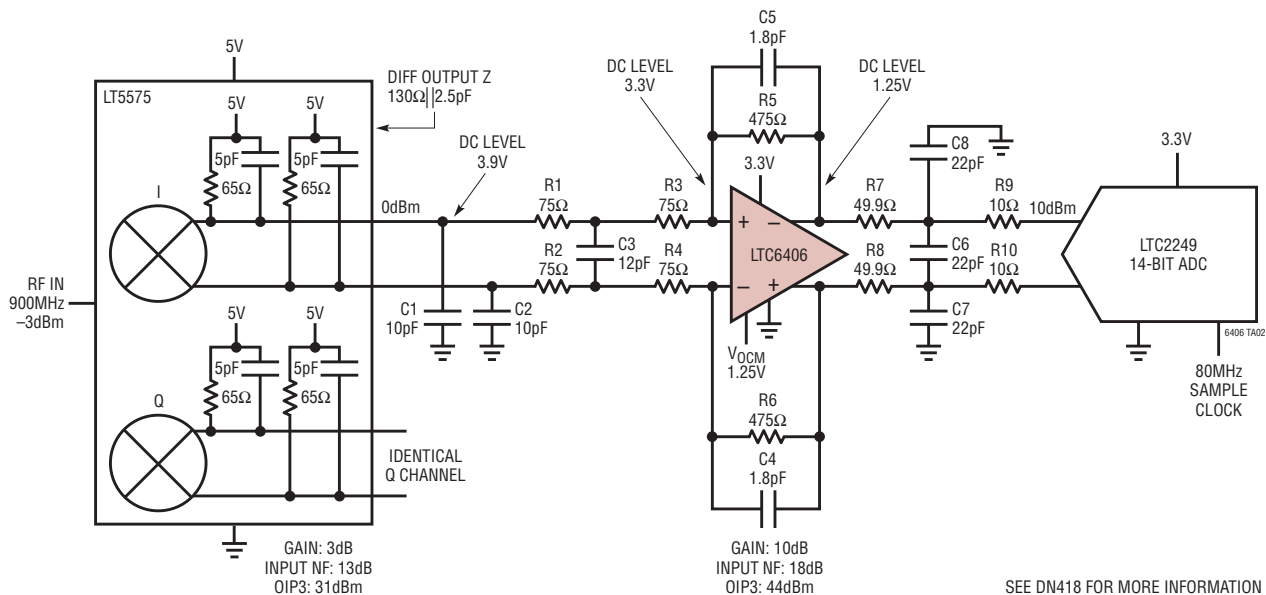 5V
LT5575
DIFF OUTPUT Z
130Ω||2.5pF
5V
5V
5pF
5pF
65Ω
65Ω
I
0dBm
DC LEVEL
3.9V
RF IN
900MHz
–3dBm
5V
5V
5pF
5pF
65Ω
65Ω
Q
IDENTICAL
Q CHANNEL
GAIN: 3dB
INPUT NF: 13dB
OIP3: 31dBm
C1
10pF
C2
10pF
R1
75Ω
R2
75Ω
C3
12pF
R3
75Ω
R4
75Ω
DC LEVEL
3.3V
C5
1.8pF
R5
475Ω
DC LEVEL
1.25V
3.3V
+ –
LTC6406
– +
VOCM
1.25V
R6
475Ω
C4
1.8pF
GAIN: 10dB
INPUT NF: 18dB
OIP3: 44dBm
R7
49.9Ω
R8
49.9Ω
C8
22pF
C6
22pF
C7
22pF
R9
10Ω
R10
10Ω
10dBm
3.3V
LTC2249
14-BIT ADC
6406 TA02
80MHz
SAMPLE
CLOCK
SEE DN418 FOR MORE INFORMATION